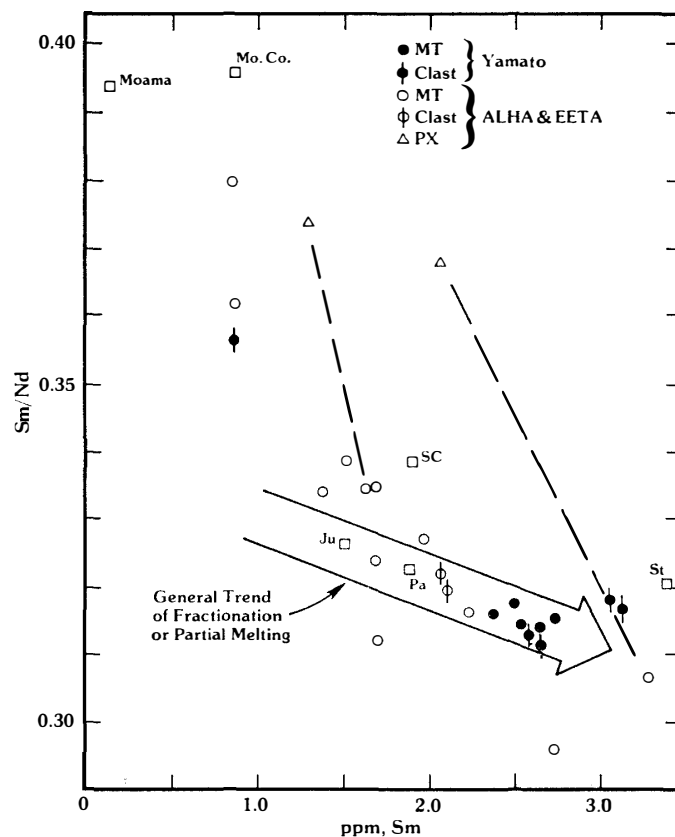 0.40
Mo. Co.
Moama
MT
Clast
Yamato
MT
Clast
PX
ALHA & EETA
0.35
Sm/Nd
SC
Ju
Pa
St
General Trend
of Fractionation
or Partial Melting
0.30
0
1.0
2.0
3.0
ppm, Sm